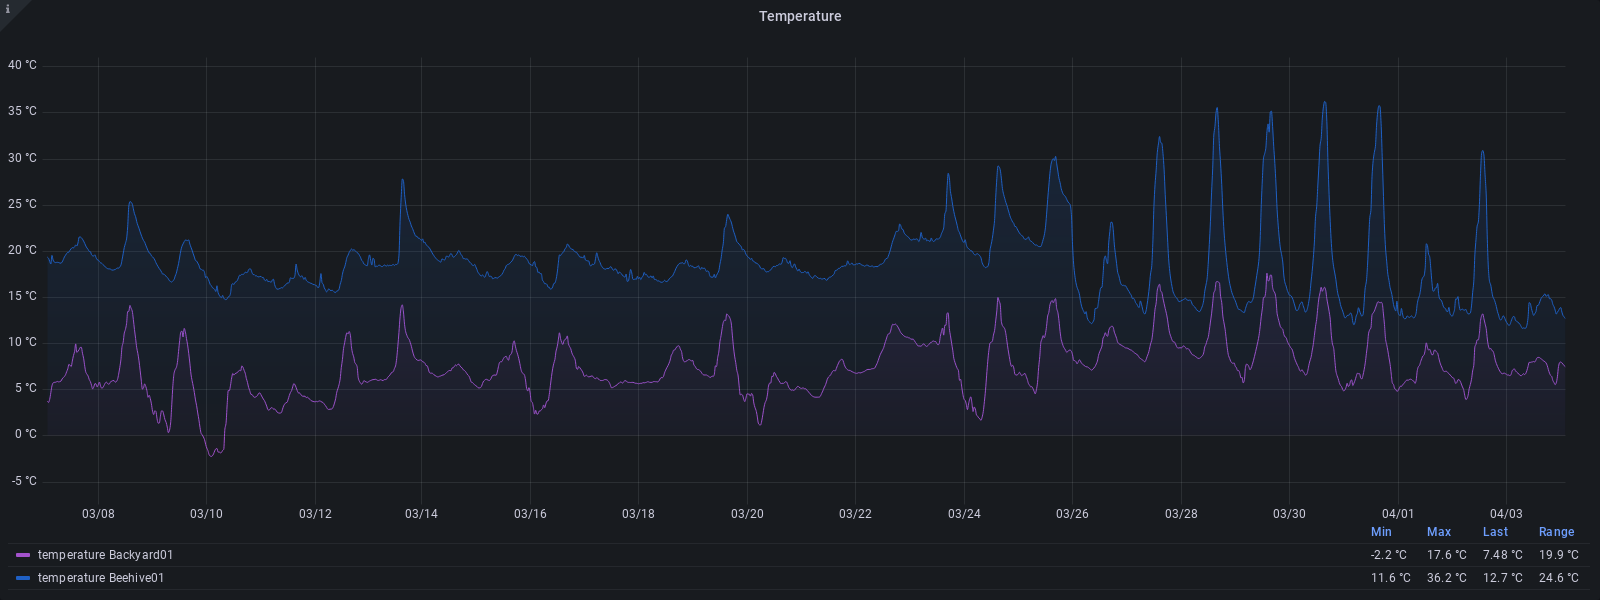 i
Temperature
40 °C
35 °C
30 °C
25 °C
20 °C
15 °C
10 °C
5 °C
0 °C
-5 °C
03/08 03/10 03/12 03/14 03/16 03/18 03/20 03/22 03/24 03/26 03/28 03/30 04/01 04/03
Min Max Last Range
temperature Backyard01 -2.2 °C 17.6 °C 7.48 °C 19.9 °C
temperature Beehive01 11.6 °C 36.2 °C 12.7 °C 24.6 °C